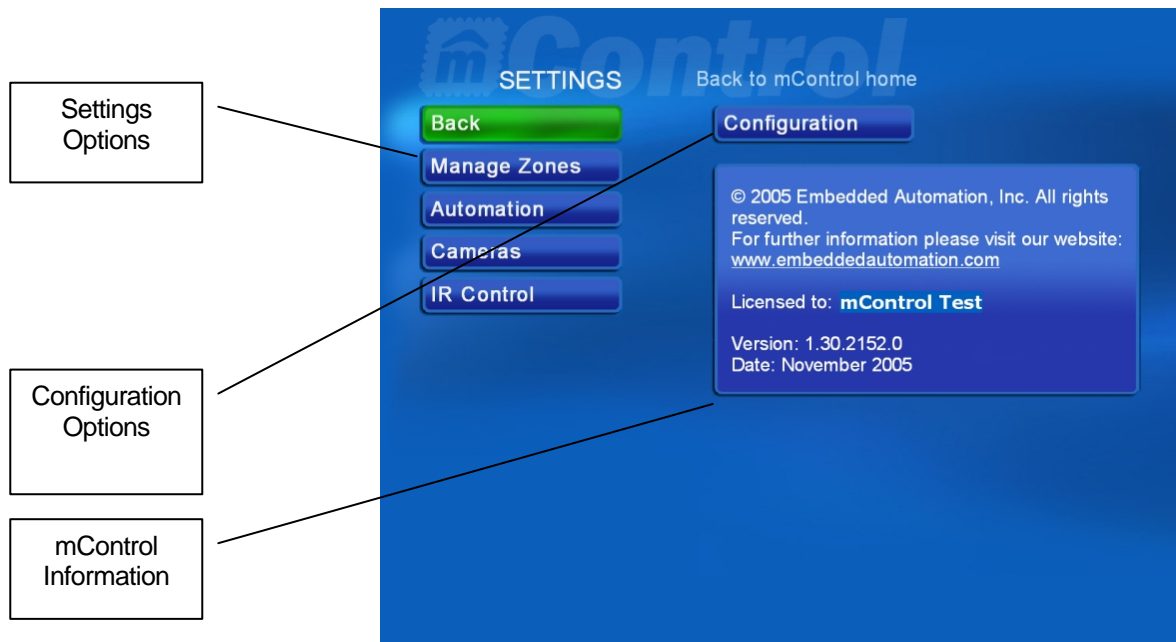 mControl
SETTINGS
Back to mControl home
Settings
Options
Back
Configuration
Manage Zones
Automation
Cameras
IR Control
© 2005 Embedded Automation, Inc. All rights
reserved.
For further information please visit our website:
www.embeddedautomation.com
Licensed to: mControl Test
Version: 1.30.2152.0
Date: November 2005
Configuration
Options
mControl
Information